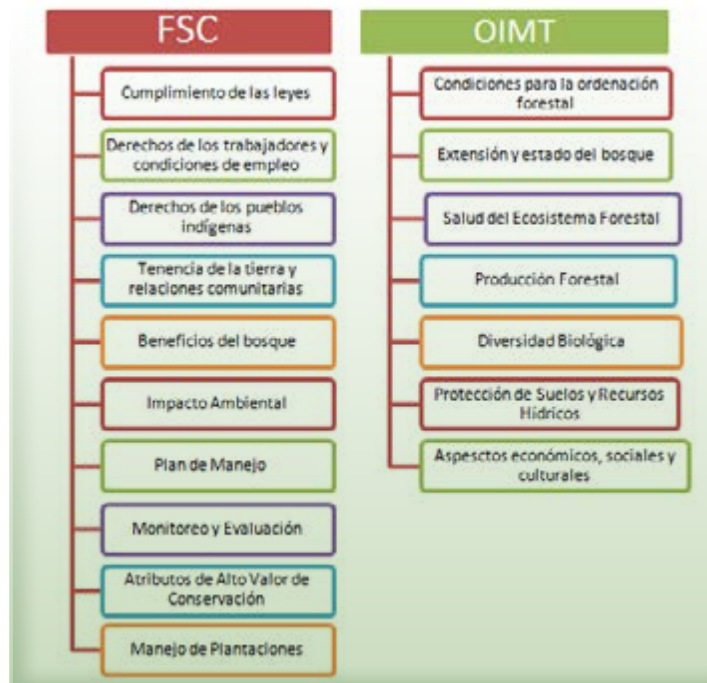 FSC
Cumplimiento de las leyes
Derechos de los trabajadores y
condiciones de empleo
Derechos de los pueblos
indígenas
Tenencia de la tierra y
relaciones comunitarias
Beneficios del bosque
Impacto Ambiental
Plan de Manejo
Monitoreo y Evaluación
Atributos de Alto Valor de
Conservación
Manejo de Plantaciones
OIMT
Condiciones para la ordenación
forestal
Extensión y estado del bosque
Salud del Ecosistema Forestal
Producción Forestal
Diversidad Biológica
Protección de Suelos y Recursos
Hídricos
Aspesctos económicos, sociales y
culturales